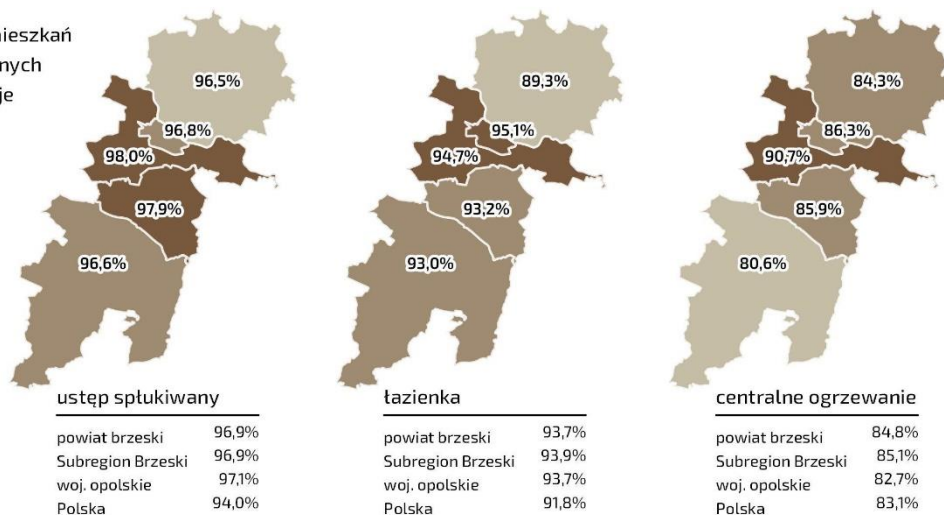 ieszkań
nych
je
96,5%
96,8%
98,0%
97,9%
96,6%
89,3%
95,1%
94,7%
93,2%
93,0%
84,3%
86,3%
90,7%
85,9%
80,6%
ustęp spłukiwany
powiat brzeski 96,9%
Subregion Brzeski 96,9%
woj. opolskie 97,1%
Polska 94,0%
łazienka
powiat brzeski 93,7%
Subregion Brzeski 93,9%
woj. opolskie 93,7%
Polska 91,8%
centralne ogrzewanie
powiat brzeski 84,8%
Subregion Brzeski 85,1%
woj. opolskie 82,7%
Polska 83,1%